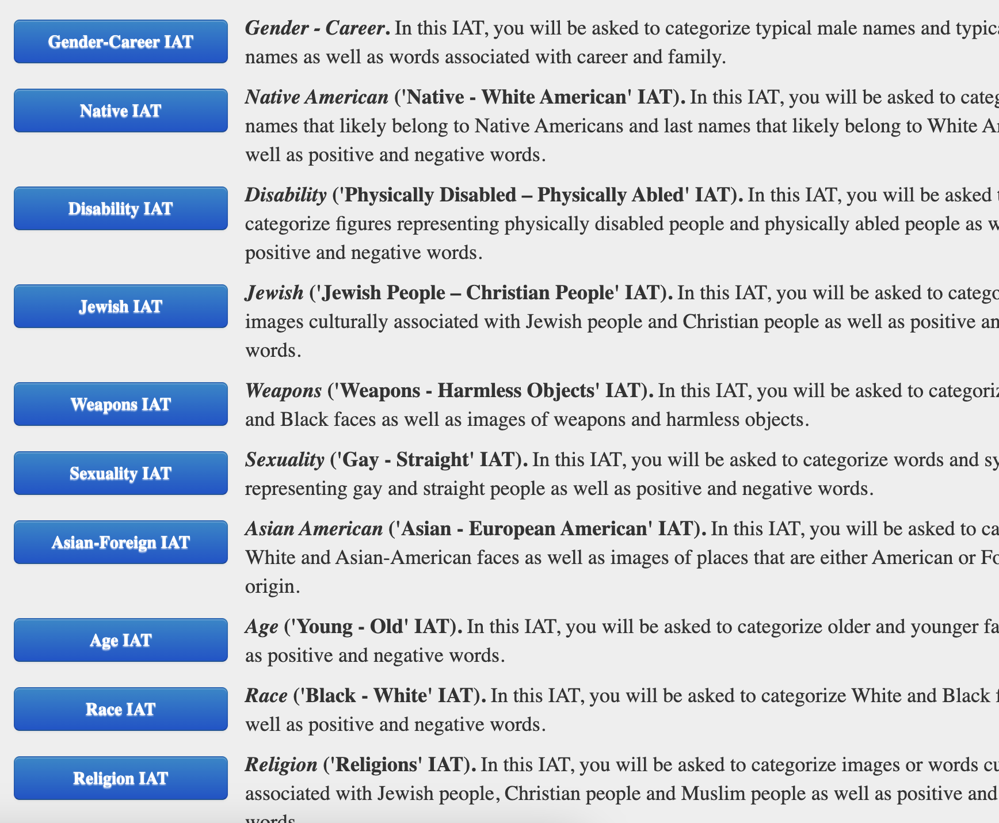 Gender-Career IAT
Gender - Career. In this IAT, you will be asked to categorize typical male names and
names as well as words associated with career and family.
Native IAT
Native American ('Native - White American' IAT). In this IAT, you will be asked to
names that likely belong to Native Americans and last names that likely belong to White
well as positive and negative words.
Disability IAT
Disability ('Physically Disabled – Physically Abled' IAT). In this IAT, you will be asked
categorize figures representing physically disabled people and physically abled people as
positive and negative words.
Jewish IAT
Jewish ('Jewish People – Christian People' IAT). In this IAT, you will be asked to
images culturally associated with Jewish people and Christian people as well as positive
words.
Weapons IAT
Weapons ('Weapons - Harmless Objects' IAT). In this IAT, you will be asked to
and Black faces as well as images of weapons and harmless objects.
Sexuality IAT
Sexuality ('Gay - Straight' IAT). In this IAT, you will be asked to categorize words and
representing gay and straight people as well as positive and negative words.
Asian-Foreign IAT
Asian American ('Asian - European American' IAT). In this IAT, you will be asked to
White and Asian-American faces as well as images of places that are either American or
origin.
Age IAT
Age ('Young - Old' IAT). In this IAT, you will be asked to categorize older and younger
as positive and negative words.
Race IAT
Race ('Black - White' IAT). In this IAT, you will be asked to categorize White and Black
well as positive and negative words.
Religion IAT
Religion ('Religions' IAT). In this IAT, you will be asked to categorize images or words
associated with Jewish people, Christian people and Muslim people as well as positive and
words.